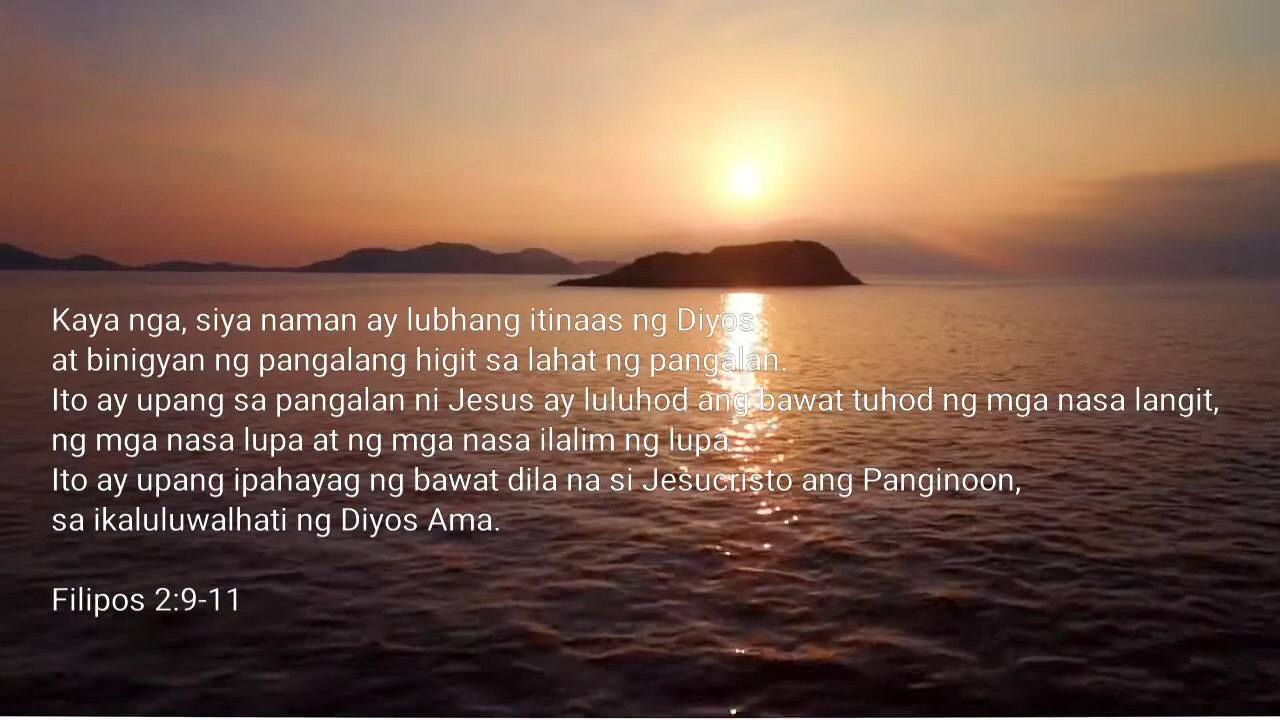 Kaya nga, siya naman ay lubhang itinaas ng Diyos
at binigyan ng pangalang higit sa lahat ng pangalan.
Ito ay upang sa pangalan ni Jesus ay luluhod ang bawat tuhod ng mga nasa langit,
ng mga nasa lupa at ng mga nasa ilalim ng lupa.
Ito ay upang ipahayag ng bawat dila na si Jesucristo ang Panginoon,
sa ikaluluwalhati ng Diyos Ama.
Filipos 2:9-11